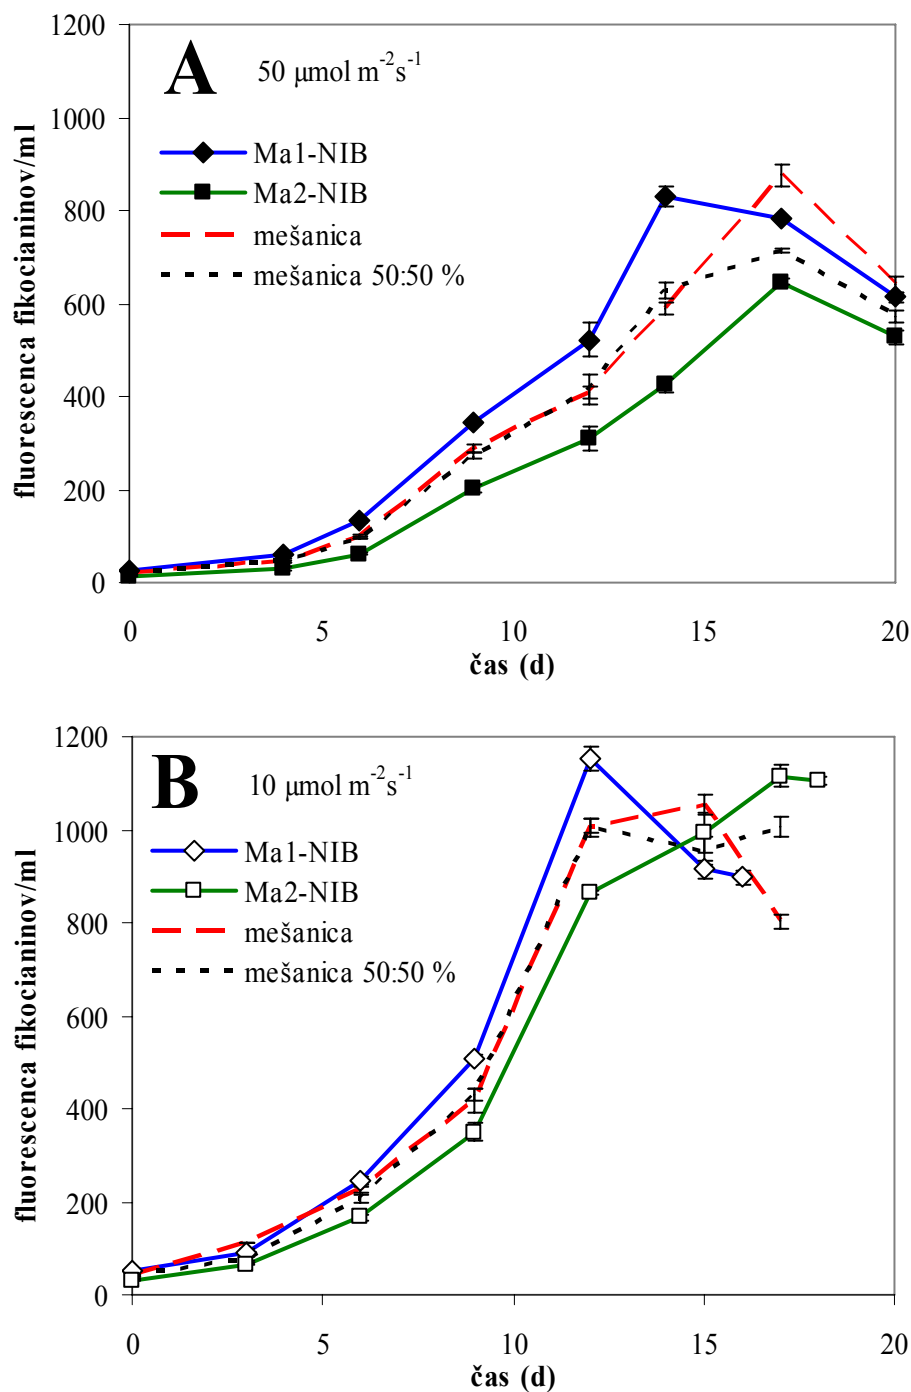 1200
1000
800
600
400
200
0
fluorescenca fikocianinov/ml
A 50 μmol m-2s-1
Ma1-NIB
Ma2-NIB
mešanica
mešanica 50:50 %
0 5 10 15 20
čas (d)
1200
1000
800
600
400
200
0
fluorescenca fikocianinov/ml
B 10 μmol m-2s-1
Ma1-NIB
Ma2-NIB
mešanica
mešanica 50:50 %
0 5 10 15 20
čas (d)